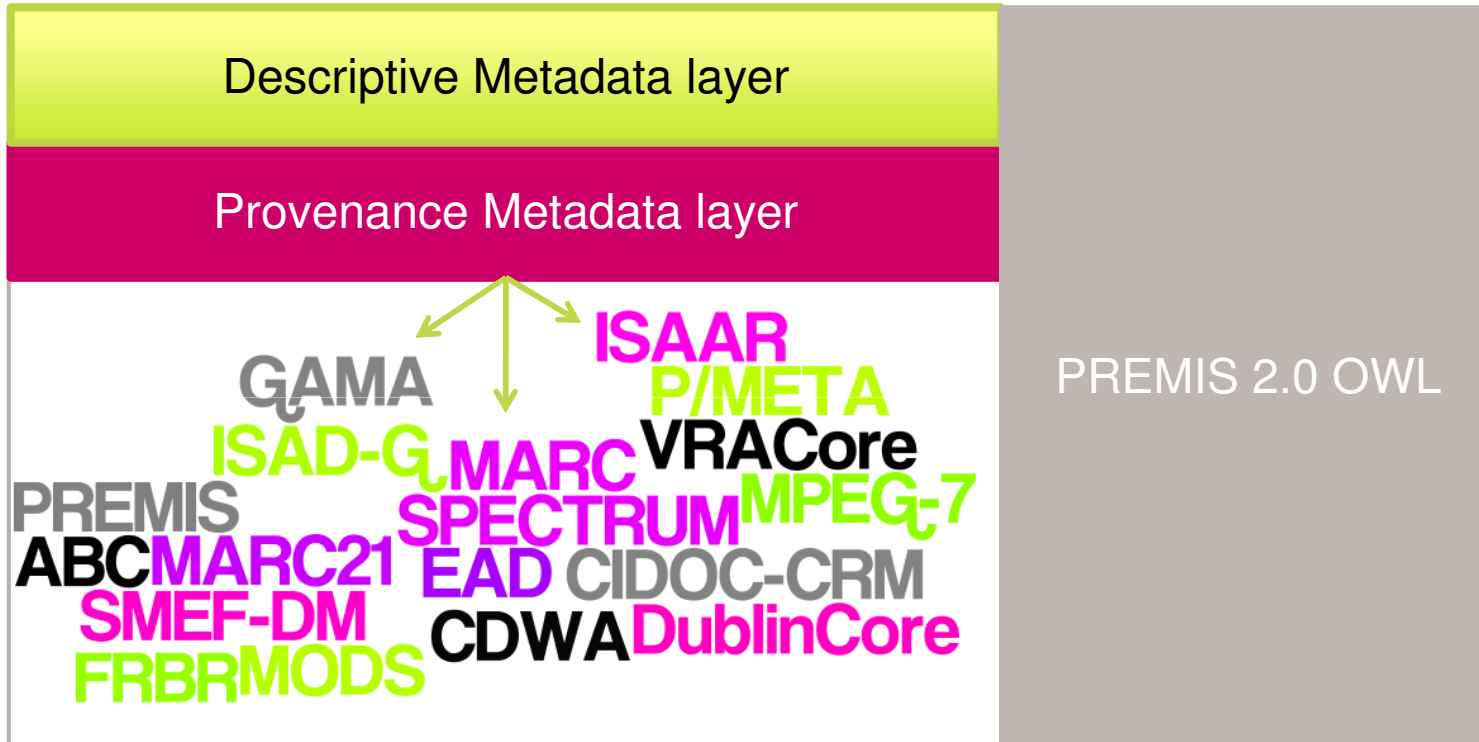 Descriptive Metadata layer
Provenance Metadata layer
ISAAR
GAMA
P/META
ISAD-G
MARC
VRACore
PREMIS
SPECTRUM
MPEG-7
ABC
MARC21
EAD
CIDOC-CRM
SMEF-DM
CDWA
DublinCore
FRBR
MODS
PREMIS 2.0 OWL